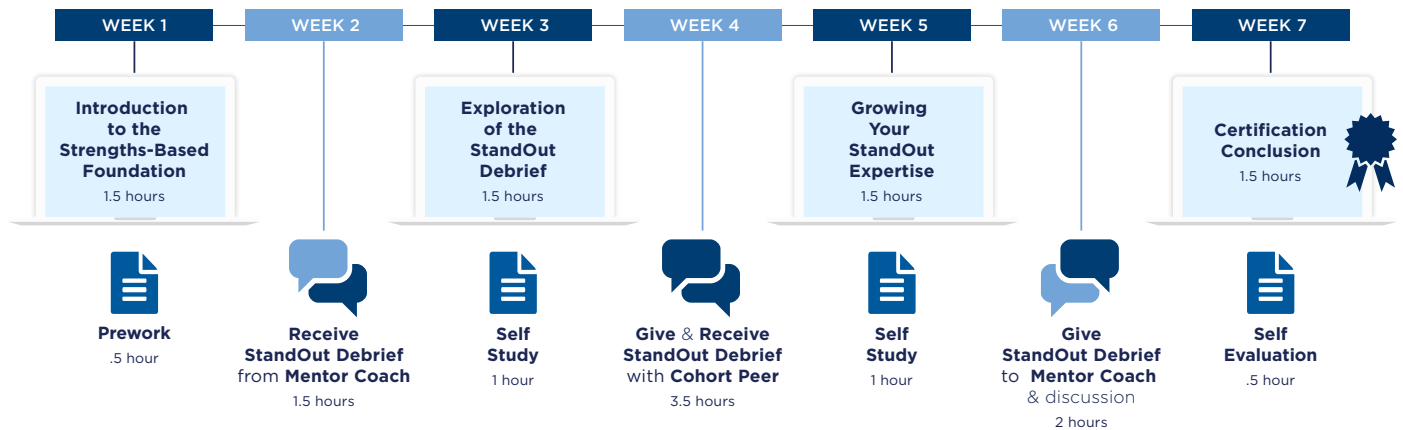 WEEK 1
WEEK 2
WEEK 3
WEEK 4
WEEK 5
WEEK 6
WEEK 7
Introduction
to the
Strengths-Based
Foundation
1.5 hours
Exploration
of the
StandOut
Debrief
1.5 hours
Growing
Your
StandOut
Expertise
1.5 hours
Certification
Conclusion
1.5 hours
Prework
.5 hour
Receive
StandOut Debrief
from Mentor Coach
1.5 hours
Self
Study
1 hour
Give & Receive
StandOut Debrief
with Cohort Peer
3.5 hours
Self
Study
1 hour
Give
StandOut Debrief
to Mentor Coach
& discussion
2 hours
Self
Evaluation
.5 hour